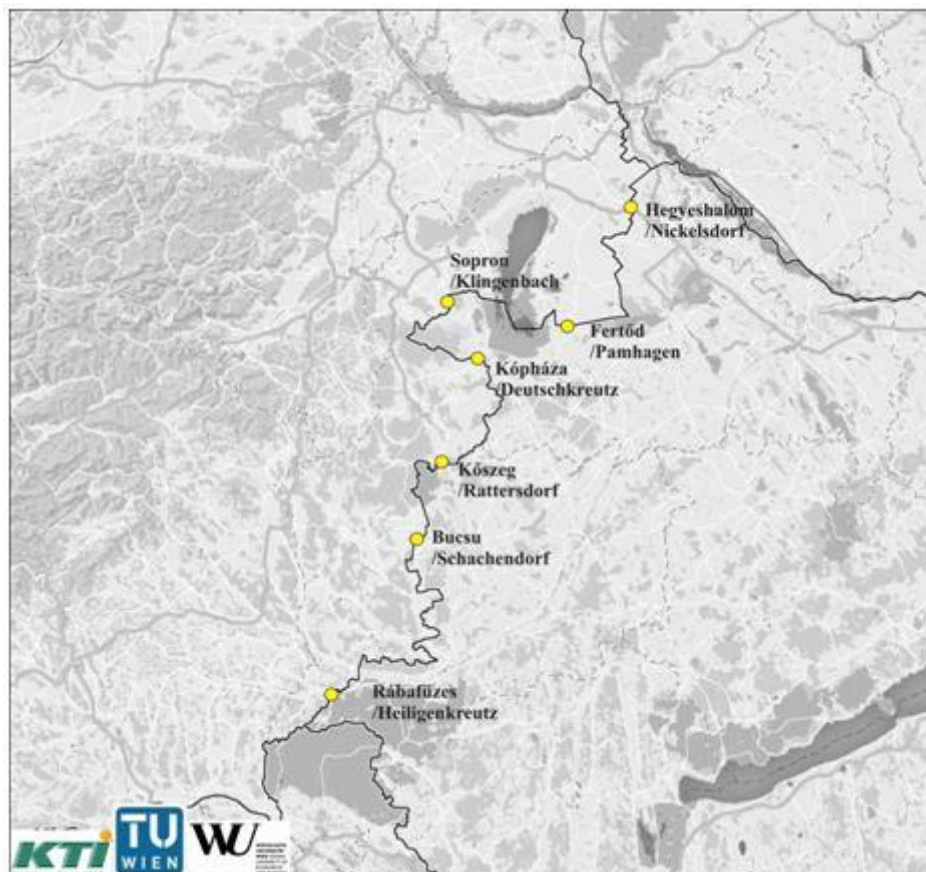 Hegyeshalom
/Nickelsdorf
Sopron
/Klingenbach
Fertőd
/Pamhagen
Kópháza
/Deutschkreutz
Kőszeg
/Rattersdorf
Bucsu
/Schachendorf
Rábafüzes
/Heiligenkreutz
KTI
TU
WIEN
WU